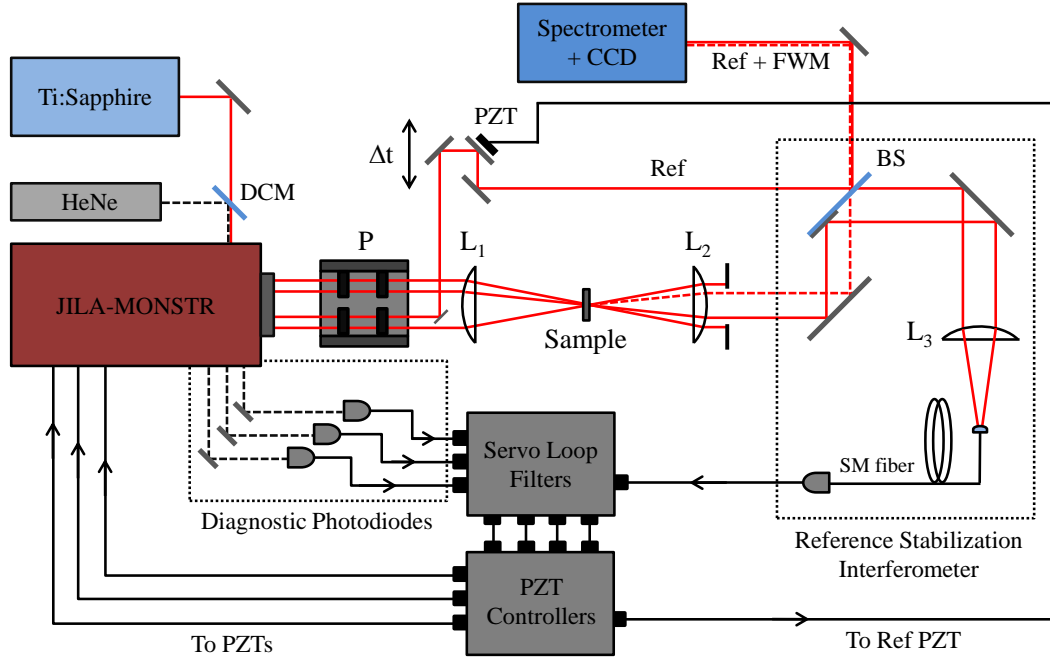 Spectrometer
+ CCD
Ref + FWM
Ti:Sapphire
PZT
Δt
BS
Ref
DCM
HeNe
P
L1
L2
JILA-MONSTR
Sample
L3
Servo Loop
Filters
SM fiber
Diagnostic Photodiodes
Reference Stabilization
Interferometer
PZT
Controllers
To PZTs
To Ref PZT